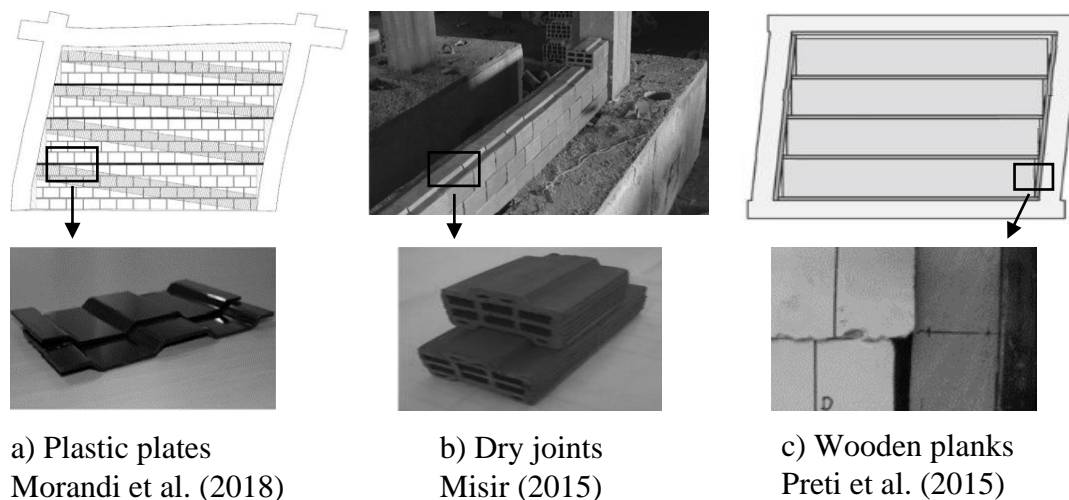 D
a) Plastic plates
Morandi et al. (2018)
b) Dry joints
Misir (2015)
c) Wooden planks
Preti et al. (2015)